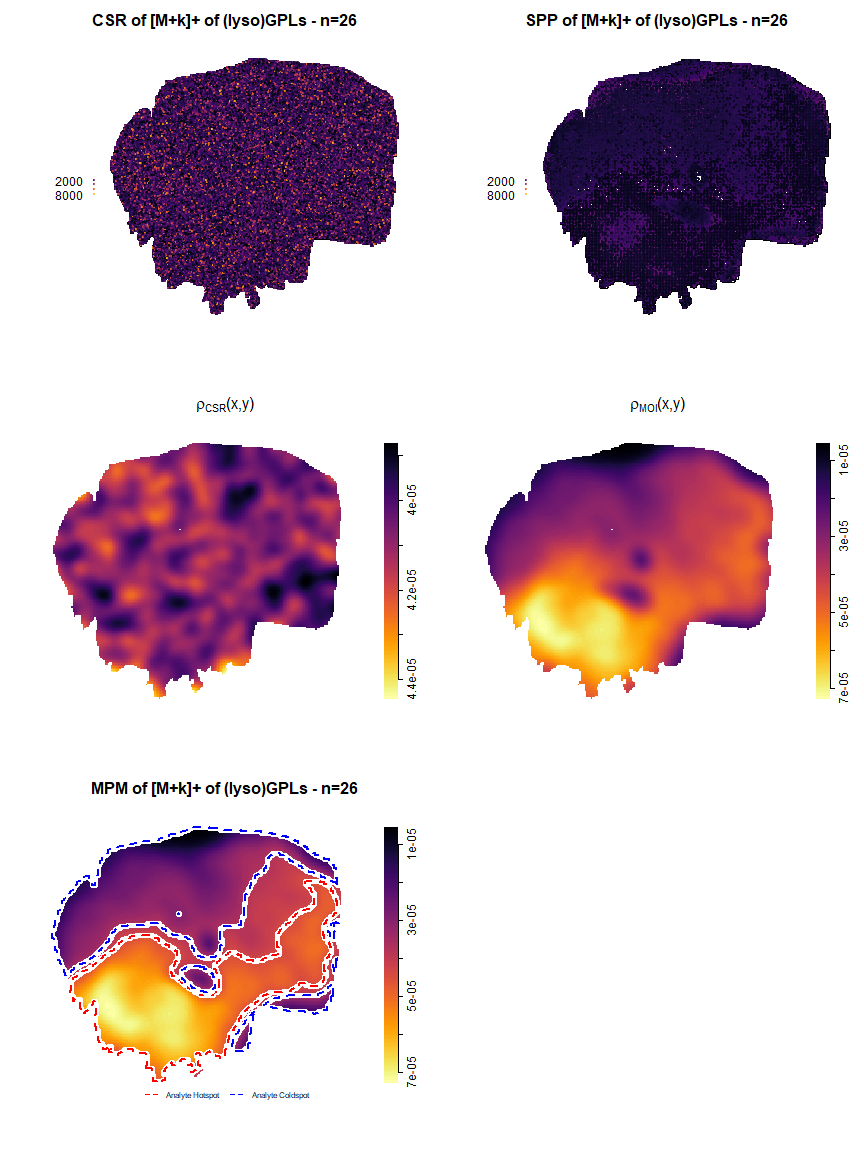 CSR of [M+k]+ of (lyso)GPLs - n=26
SPP of [M+k]+ of (lyso)GPLs - n=26
2000
8000
2000
8000
ρCSR(x,y)
ρMOI(x,y)
4e-05
4.2e-05
4.4e-05
1e-05
3e-05
5e-05
7e-05
MPM of [M+k]+ of (lyso)GPLs - n=26
1e-05
3e-05
5e-05
7e-05
Analyte Hotspot
Analyte Coldspot